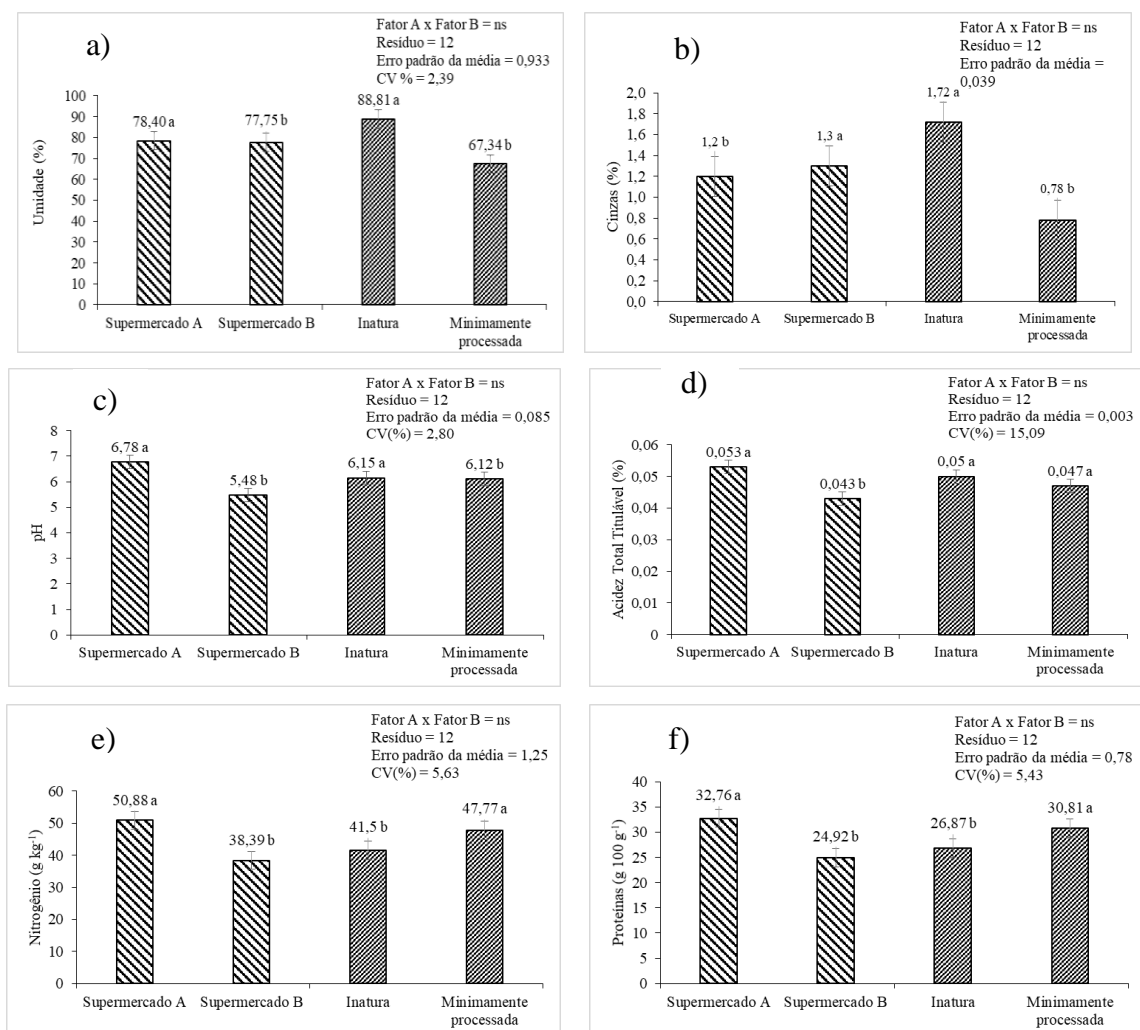 a)
Fator A x Fator B = ns
Resíduo = 12
Erro padrão da média = 0,933
CV % = 2,39
Umidade (%)
100
90
80
70
60
50
40
30
20
10
0
78,40 a
77,75 b
88,81 a
67,34 b
Supermercado A
Supermercado B
Inatura
Minimamente
processada
b)
Fator A x Fator B = ns
Resíduo = 12
Erro padrão da média =
0,039
Cinzas (%)
2,0
1,8
1,6
1,4
1,2
1,0
0,8
0,6
0,4
0,2
0,0
1,2 b
1,3 a
1,72 a
0,78 b
Supermercado A
Supermercado B
Inatura
Minimamente
processada
c)
Fator A x Fator B = ns
Resíduo = 12
Erro padrão da média = 0,085
CV(%) = 2,80
pH
8
7
6
5
4
3
2
1
0
6,78 a
5,48 b
6,15 a
6,12 b
Supermercado A
Supermercado B
Inatura
Minimamente
processada
d)
Fator A x Fator B = ns
Resíduo = 12
Erro padrão da média = 0,003
CV(%) = 15,09
Acidez Total Titulável (%)
0,06
0,05
0,04
0,03
0,02
0,01
0
0,053 a
0,043 b
0,05 a
0,047 a
Supermercado A
Supermercado B
Inatura
Minimamente
processada
e)
Fator A x Fator B = ns
Resíduo = 12
Erro padrão da média = 1,25
CV(%) = 5,63
Nitrogênio (g kg⁻¹)
60
50
40
30
20
10
0
50,88 a
38,39 b
41,5 b
47,77 a
Supermercado A
Supermercado B
Inatura
Minimamente
processada
f)
Fator A x Fator B = ns
Resíduo = 12
Erro padrão da média = 0,78
CV(%) = 5,43
Proteínas (g 100 g⁻¹)
40
35
30
25
20
15
10
5
0
32,76 a
24,92 b
26,87 b
30,81 a
Supermercado A
Supermercado B
Inatura
Minimamente
processada